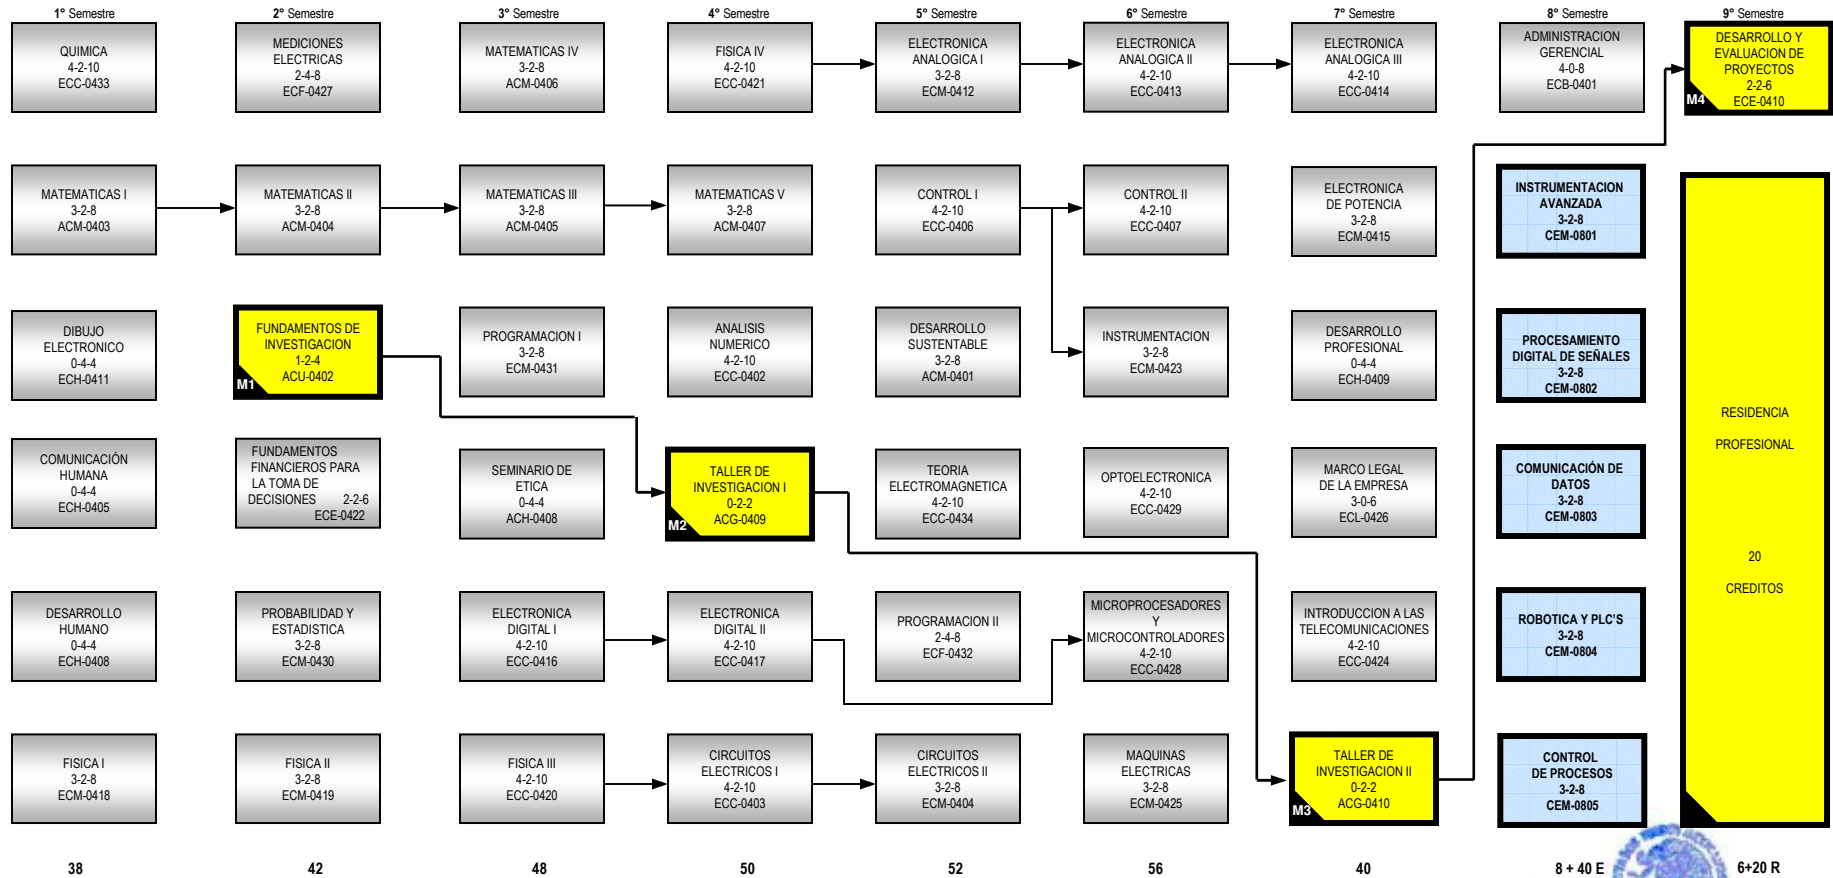 1° Semestre
2° Semestre
3° Semestre
4° Semestre
5° Semestre
6° Semestre
7° Semestre
8° Semestre
9° Semestre
QUIMICA
4-2-10
ECC-0433
MEDICIONES
ELECTRICAS
2-4-8
ECF-0427
MATEMATICAS IV
3-2-8
ACM-0406
FISICA IV
4-2-10
ECC-0421
ELECTRONICA
ANALOGICA I
3-2-8
ECM-0412
ELECTRONICA
ANALOGICA II
4-2-10
ECC-0413
ELECTRONICA
ANALOGICA III
4-2-10
ECC-0414
ADMINISTRACION
GERENCIAL
4-0-8
ECB-0401
DESARROLLO Y
EVALUACION DE
PROYECTOS
2-2-6
ECE-0410
M4
MATEMATICAS I
3-2-8
ACM-0403
MATEMATICAS II
3-2-8
ACM-0404
MATEMATICAS III
3-2-8
ACM-0405
MATEMATICAS V
3-2-8
ACM-0407
CONTROL I
4-2-10
ECC-0406
CONTROL II
4-2-10
ECC-0407
ELECTRONICA
DE POTENCIA
3-2-8
ECM-0415
INSTRUMENTACION
AVANZADA
3-2-8
CEM-0801
DIBUJO
ELECTRONICO
0-4-4
ECH-0411
FUNDAMENTOS DE
INVESTIGACION
1-2-4
ACU-0402
M1
PROGRAMACION I
3-2-8
ECM-0431
ANALISIS
NUMERICO
4-2-10
ECC-0402
DESARROLLO
SUSTENTABLE
3-2-8
ACM-0401
INSTRUMENTACION
3-2-8
ECM-0423
DESARROLLO
PROFESIONAL
0-4-4
ECH-0409
PROCESAMIENTO
DIGITAL DE SEÑALES
3-2-8
CEM-0802
RESIDENCIA
PROFESIONAL
20
CREDITOS
COMUNICACIÓN
HUMANA
0-4-4
ECH-0405
FUNDAMENTOS
FINANCIEROS PARA
LA TOMA DE
DECISIONES 2-2-6
ECE-0422
SEMINARIO DE
ETICA
0-4-4
ACH-0408
TALLER DE
INVESTIGACION I
0-2-2
ACG-0409
M2
TEORIA
ELECTROMAGNETICA
4-2-10
ECC-0434
OPTOELECTRONICA
4-2-10
ECC-0429
MARCO LEGAL
DE LA EMPRESA
3-0-6
ECL-0426
COMUNICACIÓN DE
DATOS
3-2-8
CEM-0803
DESARROLLO
HUMANO
0-4-4
ECH-0408
PROBABILIDAD Y
ESTADISTICA
3-2-8
ECM-0430
ELECTRONICA
DIGITAL I
4-2-10
ECC-0416
ELECTRONICA
DIGITAL II
4-2-10
ECC-0417
PROGRAMACION II
2-4-8
ECF-0432
MICROPROCESADORES
Y
MICROCONTROLADORES
4-2-10
ECC-0428
INTRODUCCION A LAS
TELECOMUNICACIONES
4-2-10
ECC-0424
ROBOTICA Y PLC'S
3-2-8
CEM-0804
FISICA I
3-2-8
ECM-0418
FISICA II
3-2-8
ECM-0419
FISICA III
4-2-10
ECC-0420
CIRCUITOS
ELECTRICOS I
4-2-10
ECC-0403
CIRCUITOS
ELECTRICOS II
3-2-8
ECM-0404
MAQUINAS
ELECTRICAS
3-2-8
ECM-0425
TALLER DE
INVESTIGACION II
0-2-2
ACG-0410
M3
CONTROL
DE PROCESOS
3-2-8
CEM-0805
38
42
48
50
52
56
40
8 + 40 E
6+20 R